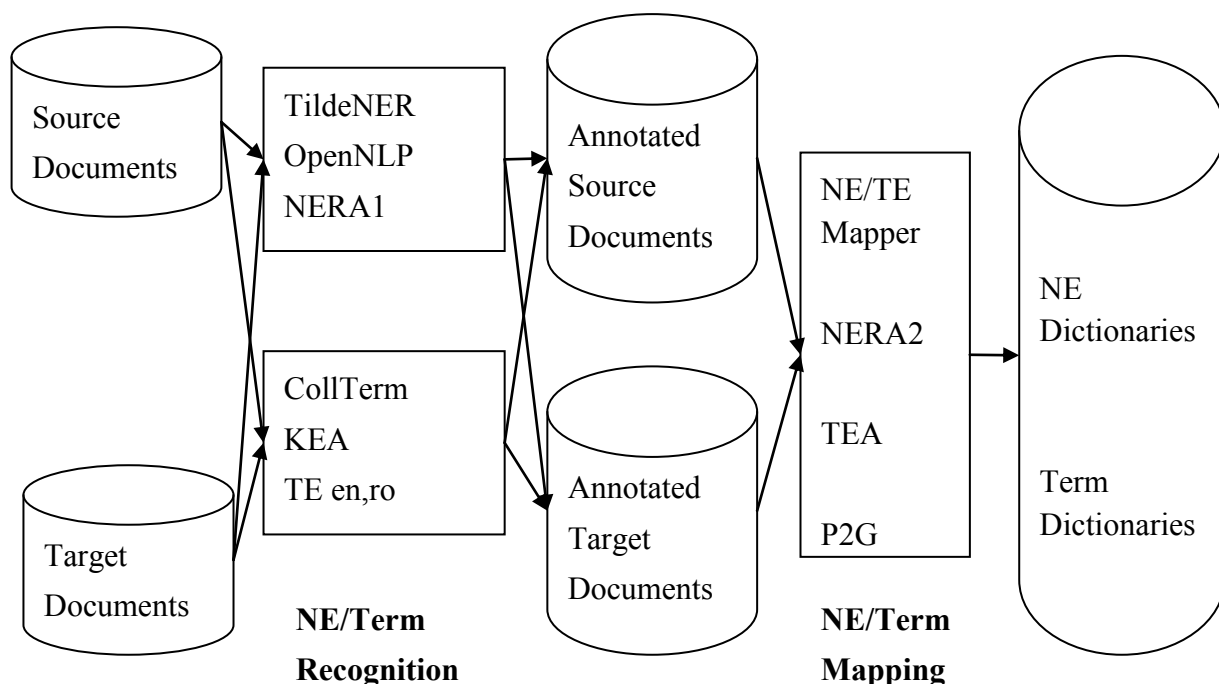 Source
Documents
TildeNER
OpenNLP
NERA1
Annotated
Source
Documents
NE/TE
Mapper
NERA2
TEA
P2G
NE
Dictionaries
Term
Dictionaries
CollTerm
KEA
TE en,ro
Annotated
Target
Documents
Target
Documents
NE/Term
Recognition
NE/Term
Mapping